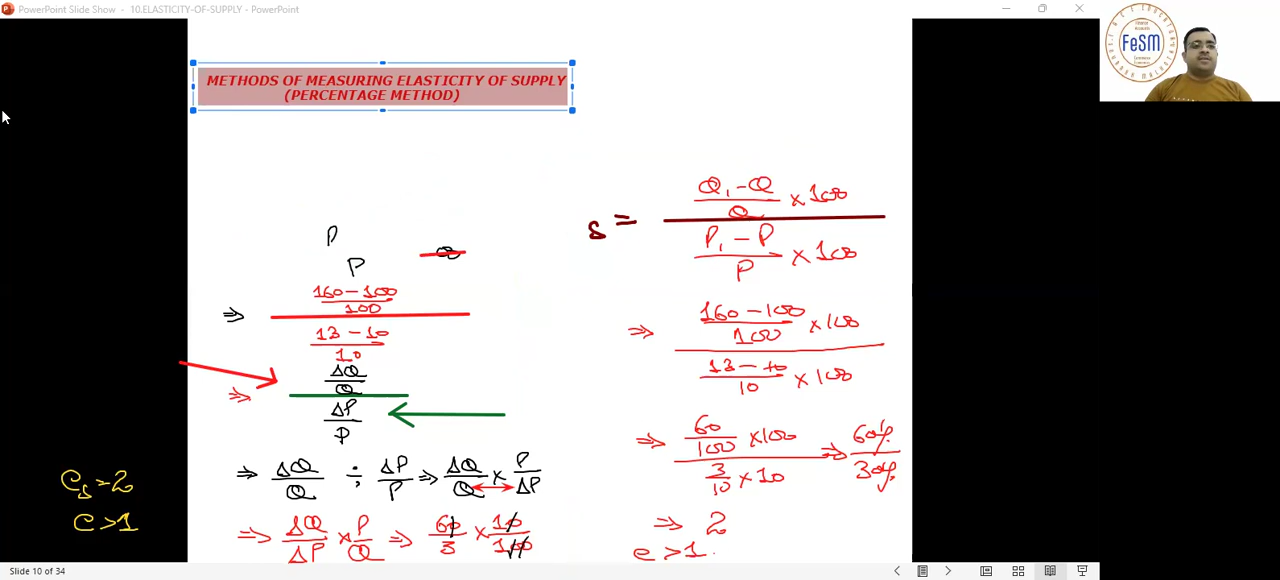 PowerPoint Slide Show - 10.ELASTICITY-OF-SUPPLY - PowerPoint
FeSM
METHODS OF MEASURING ELASTICITY OF SUPPLY
(PERCENTAGE METHOD)
P
P
Q
⇒ (160-100)/100
(13-10)/10
⇒ ΔQ/Q
ΔP/P
⇒ ΔQ/Q ÷ ΔP/P ⇒ ΔQ/Q × P/ΔP
⇒ ΔQ/ΔP × P/Q ⇒ 60/3 × 10/100
es = 2
e > 1
s = (Q1-Q)/Q × 100
(P1-P)/P × 100
⇒ (160-100)/100 × 100
(13-10)/10 × 100
⇒ 60/100 × 100 ⇒ 60%/30%
3/10 × 10
⇒ 2
e > 1.
Slide 10 of 34